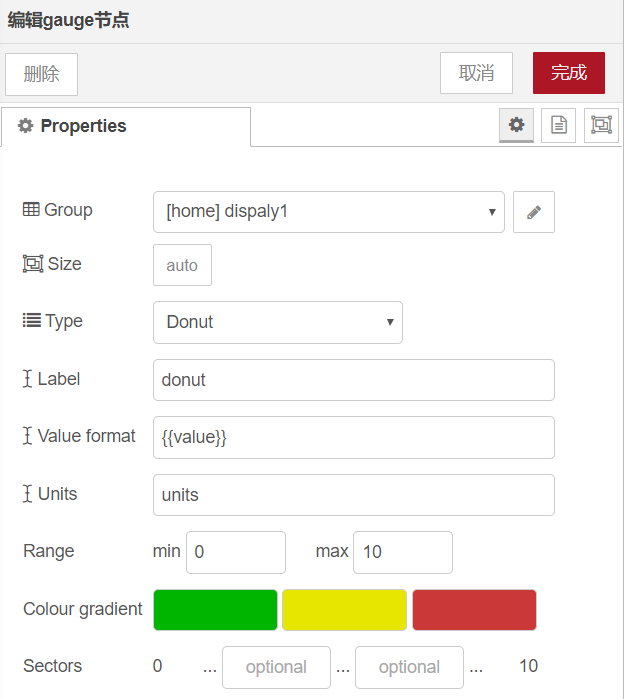 编辑gauge节点
删除 取消 完成
Properties
Group [home] dispaly1
Size auto
Type Donut
Label donut
Value format {{value}}
Units units
Range min 0 max 10
Colour gradient
Sectors 0 ... optional ... optional ... 10